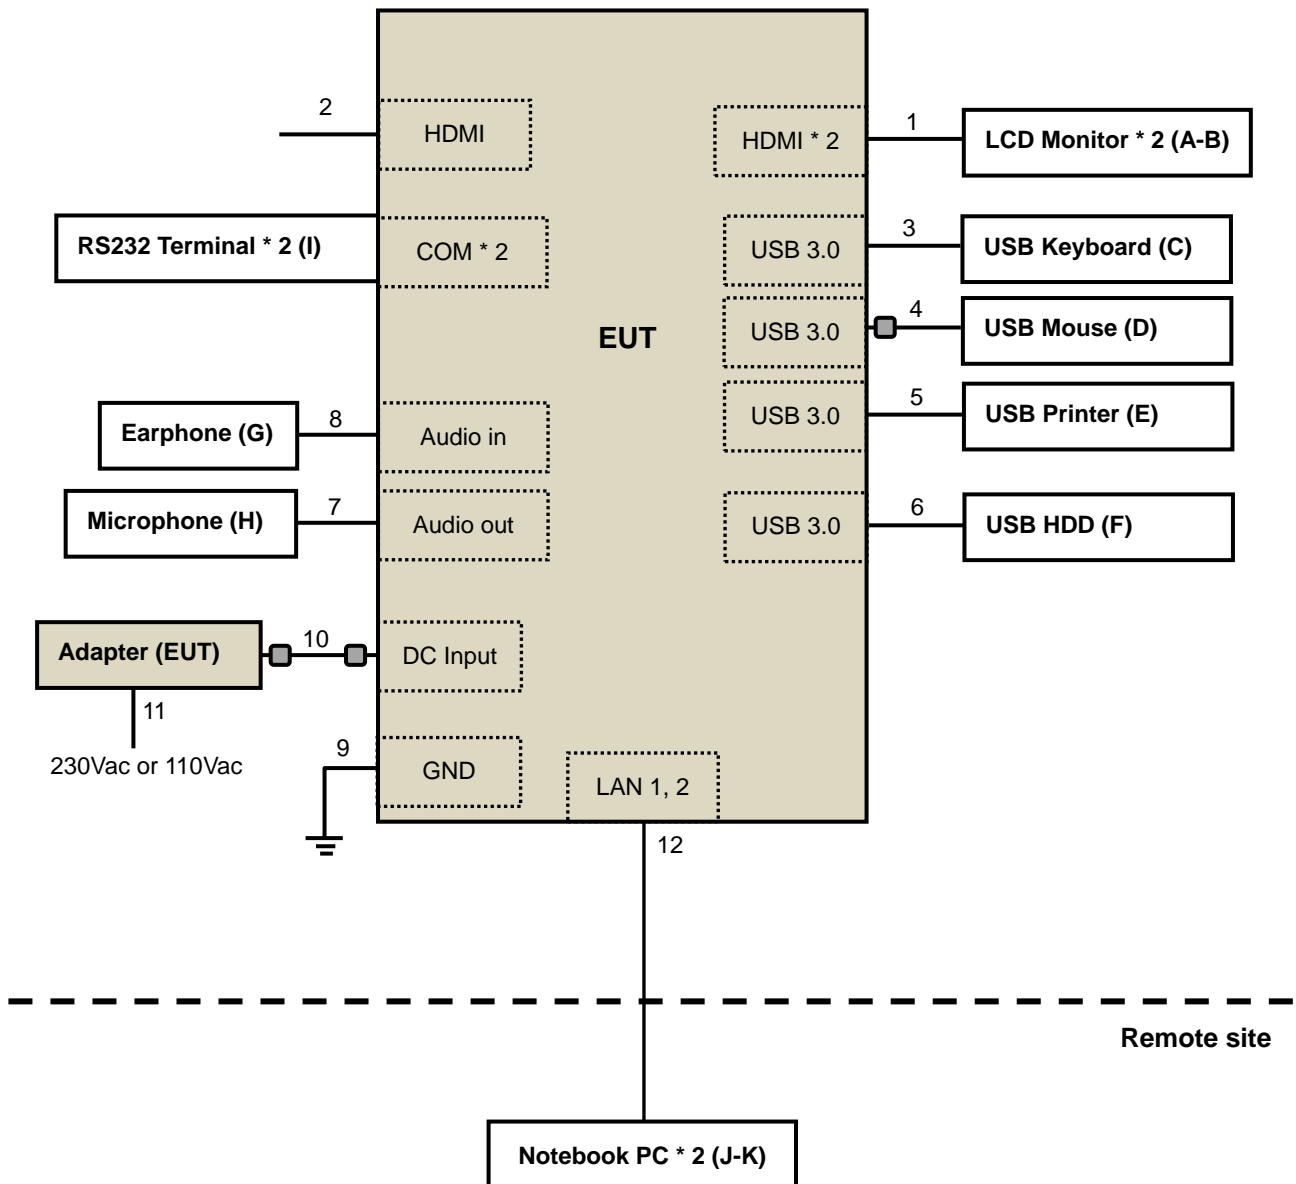 2
HDMI
HDMI * 2
1
LCD Monitor * 2 (A-B)
RS232 Terminal * 2 (I)
COM * 2
USB 3.0
3
USB Keyboard (C)
EUT
USB 3.0
4
USB Mouse (D)
Earphone (G)
8
Audio in
USB 3.0
5
USB Printer (E)
Microphone (H)
7
Audio out
USB 3.0
6
USB HDD (F)
Adapter (EUT)
10
DC Input
11
230Vac or 110Vac
9
GND
LAN 1, 2
12
Remote site
Notebook PC * 2 (J-K)